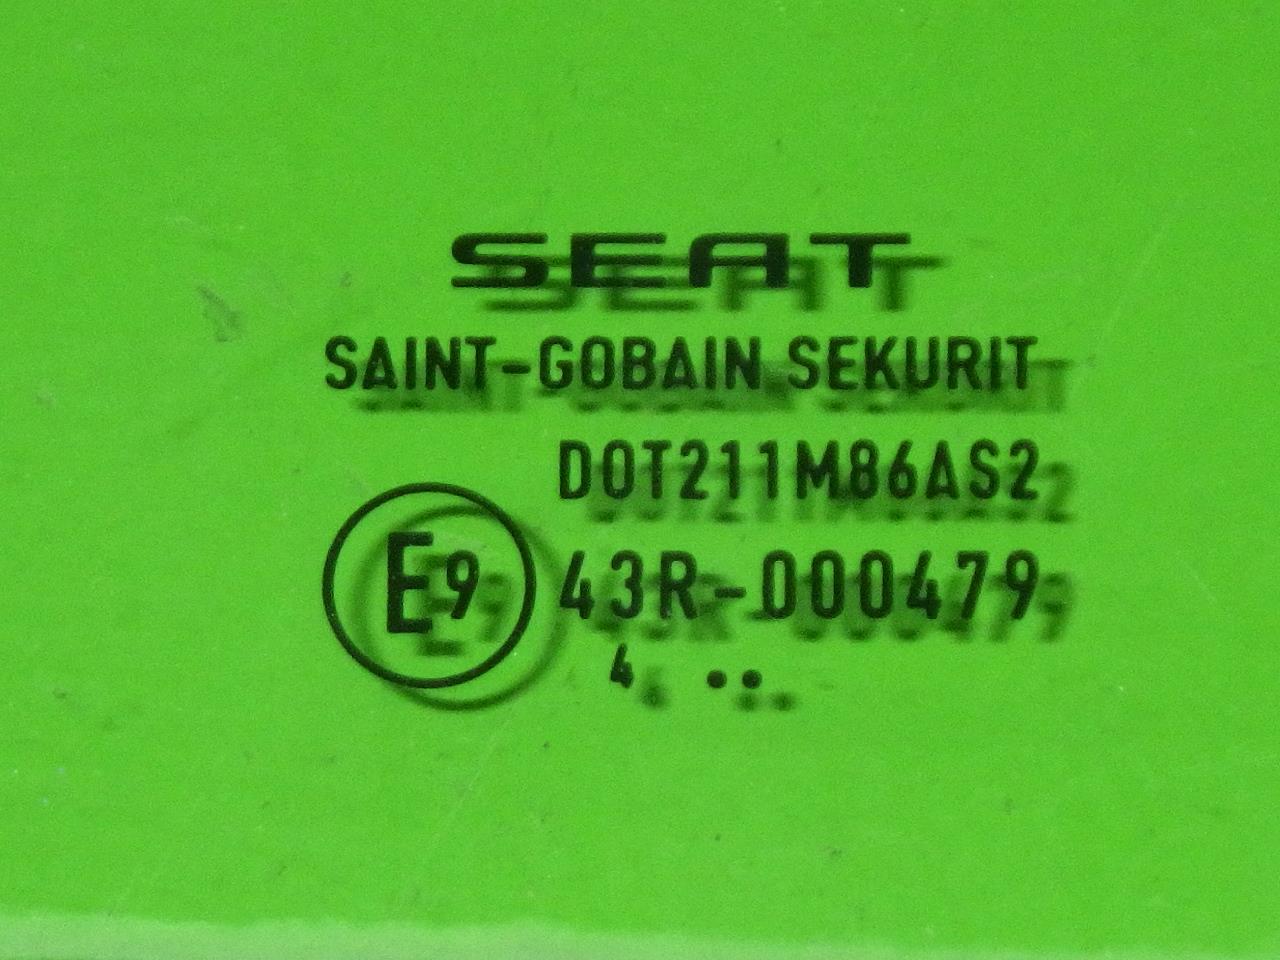 SEAT
SAINT-GOBAIN SEKURIT
DOT211M86AS2
E9 43R-000479
4 ••